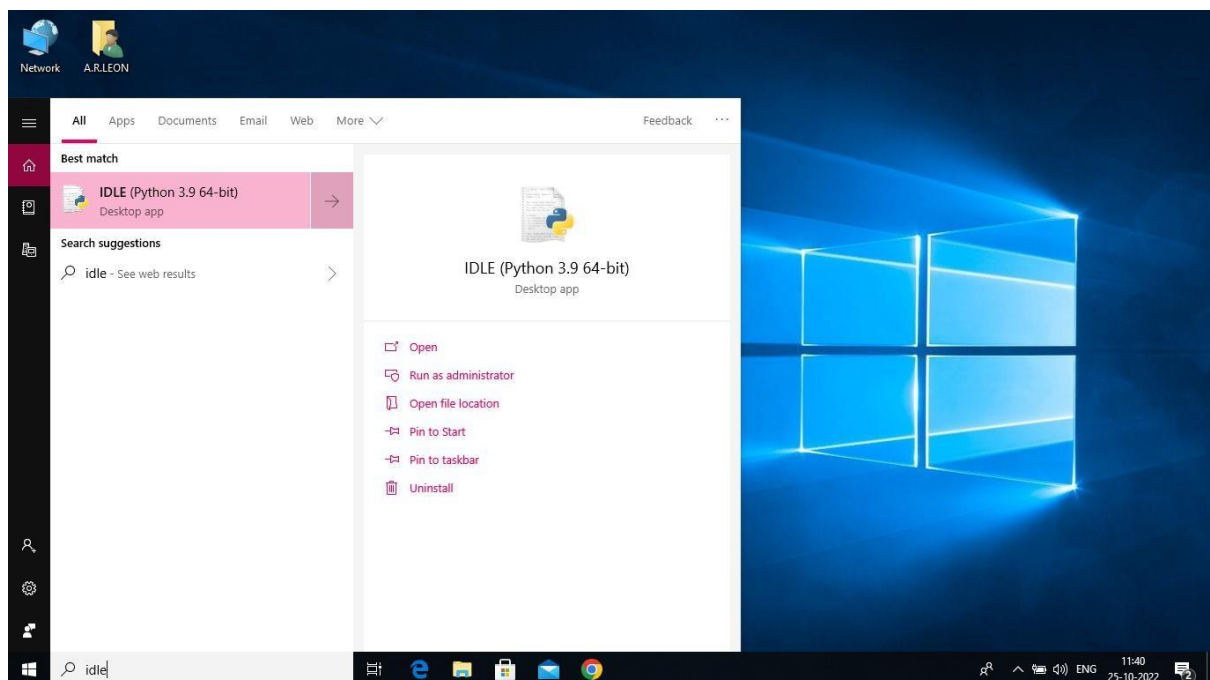 Network
A.R.LEON
All Apps Documents Email Web More Feedback ...
Best match
IDLE (Python 3.9 64-bit)
Desktop app
Search suggestions
idle - See web results
IDLE (Python 3.9 64-bit)
Desktop app
Open
Run as administrator
Open file location
Pin to Start
Pin to taskbar
Uninstall
idle
ENG
11:40
25-10-2022
2